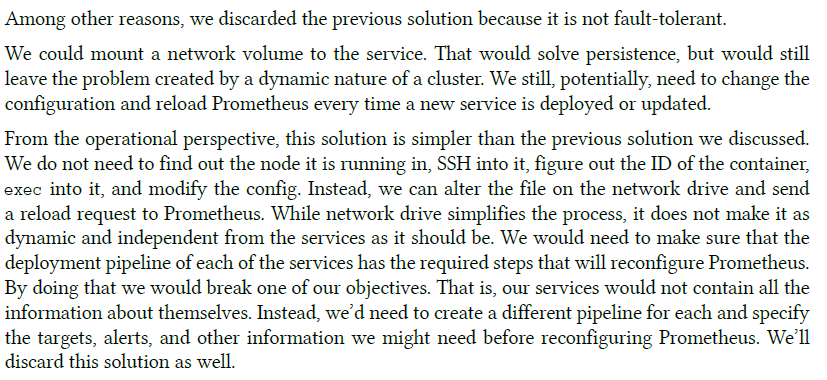 Among other reasons, we discarded the previous solution because it is not fault-tolerant.
We could mount a network volume to the service. That would solve persistence, but would still
leave the problem created by a dynamic nature of a cluster. We still, potentially, need to change the
configuration and reload Prometheus every time a new service is deployed or updated.
From the operational perspective, this solution is simpler than the previous solution we discussed.
We do not need to find out the node it is running in, SSH into it, figure out the ID of the container,
exec into it, and modify the config. Instead, we can alter the file on the network drive and send
a reload request to Prometheus. While network drive simplifies the process, it does not make it as
dynamic and independent from the services as it should be. We would need to make sure that the
deployment pipeline of each of the services has the required steps that will reconfigure Prometheus.
By doing that we would break one of our objectives. That is, our services would not contain all the
information about themselves. Instead, we’d need to create a different pipeline for each and specify
the targets, alerts, and other information we might need before reconfiguring Prometheus. We’ll
discard this solution as well.